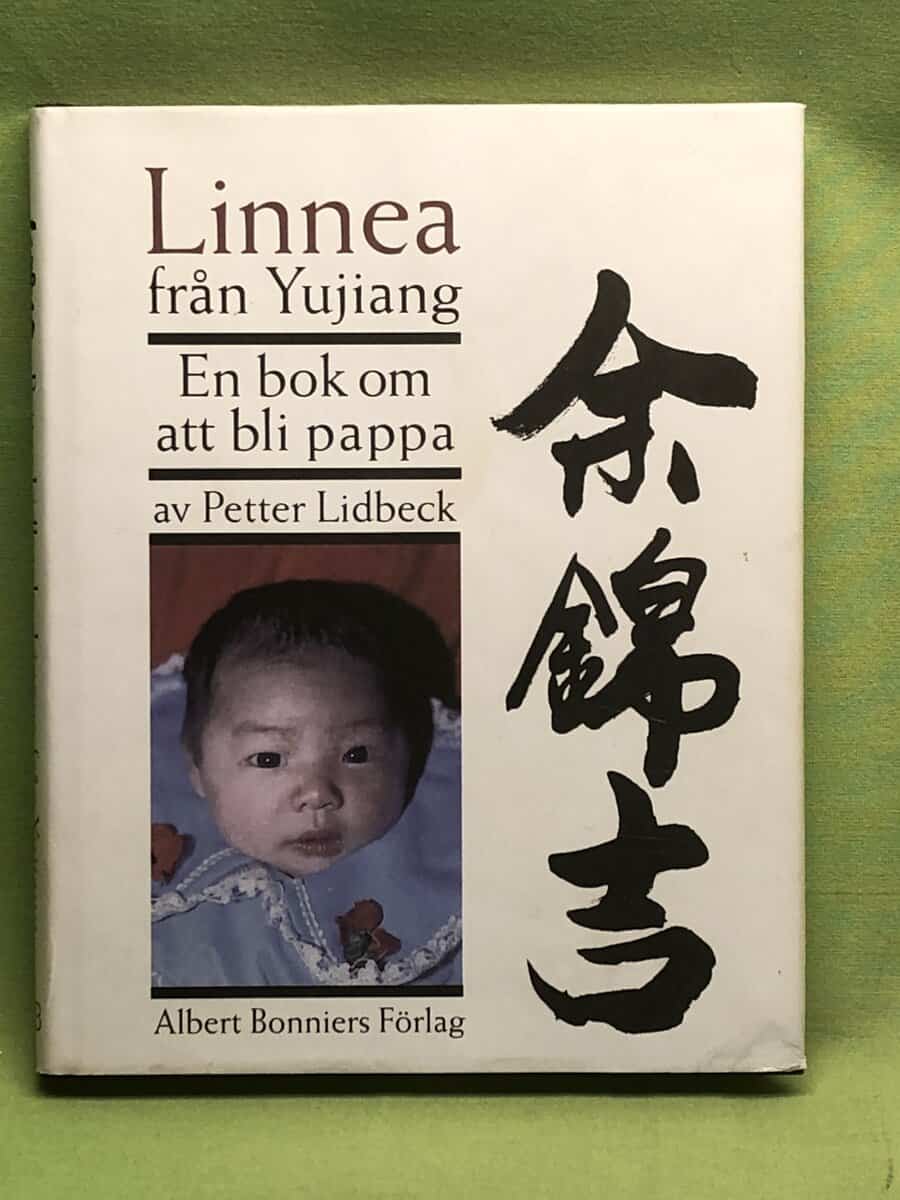 Linnea
från Yujiang
En bok om
att bli pappa
av Petter Lidbeck
Albert Bonniers Förlag
余錦吉